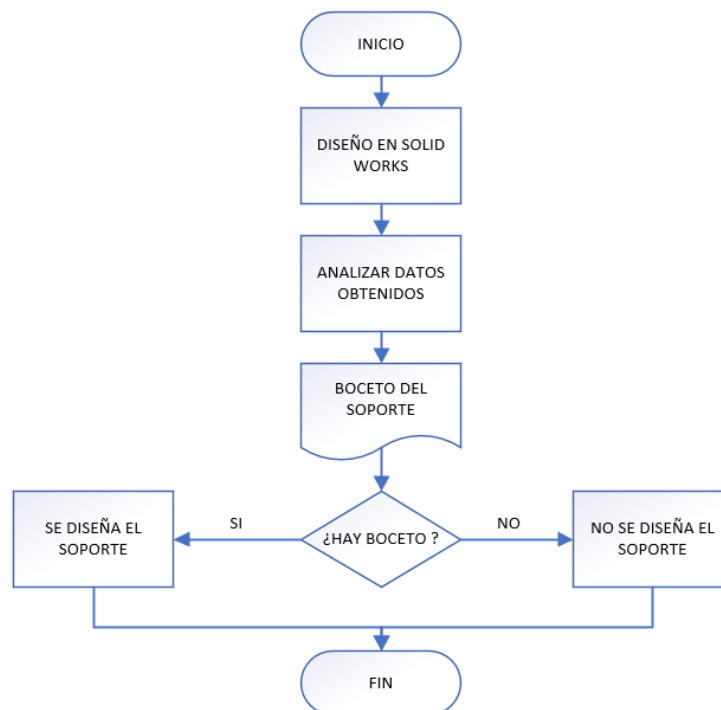 INICIO
DISEÑO EN SOLID
WORKS
ANALIZAR DATOS
OBTENIDOS
BOCETO DEL
SOPORTE
SE DISEÑA EL
SOPORTE
SI
¿HAY BOCETO ?
NO
NO SE DISEÑA EL
SOPORTE
FIN